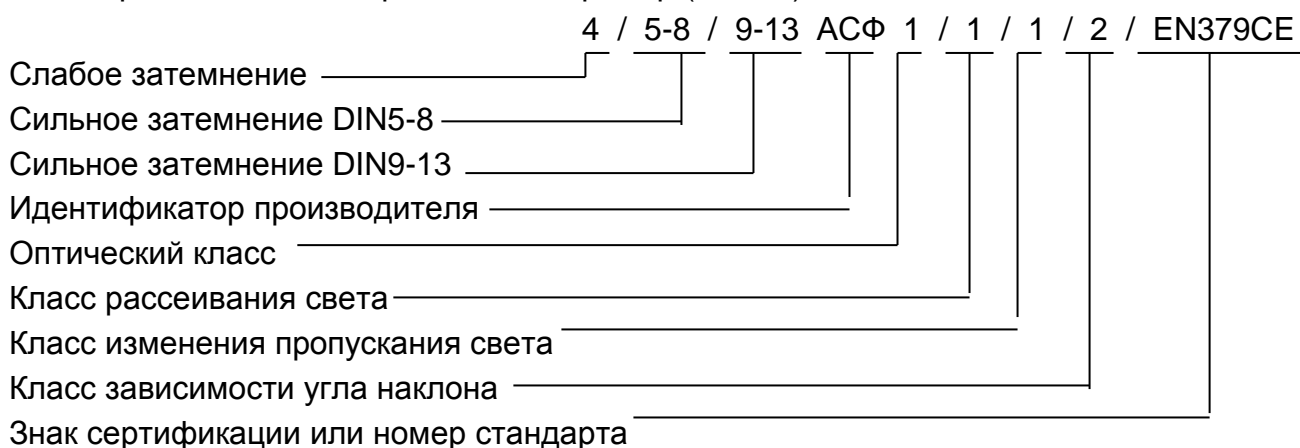 4 / 5-8 / 9-13 АСФ 1 / 1 / 1 / 2 / EN379CE
Слабое затемнение
Сильное затемнение DIN5-8
Сильное затемнение DIN9-13
Идентификатор производителя
Оптический класс
Класс рассеивания света
Класс изменения пропускания света
Класс зависимости угла наклона
Знак сертификации или номер стандарта